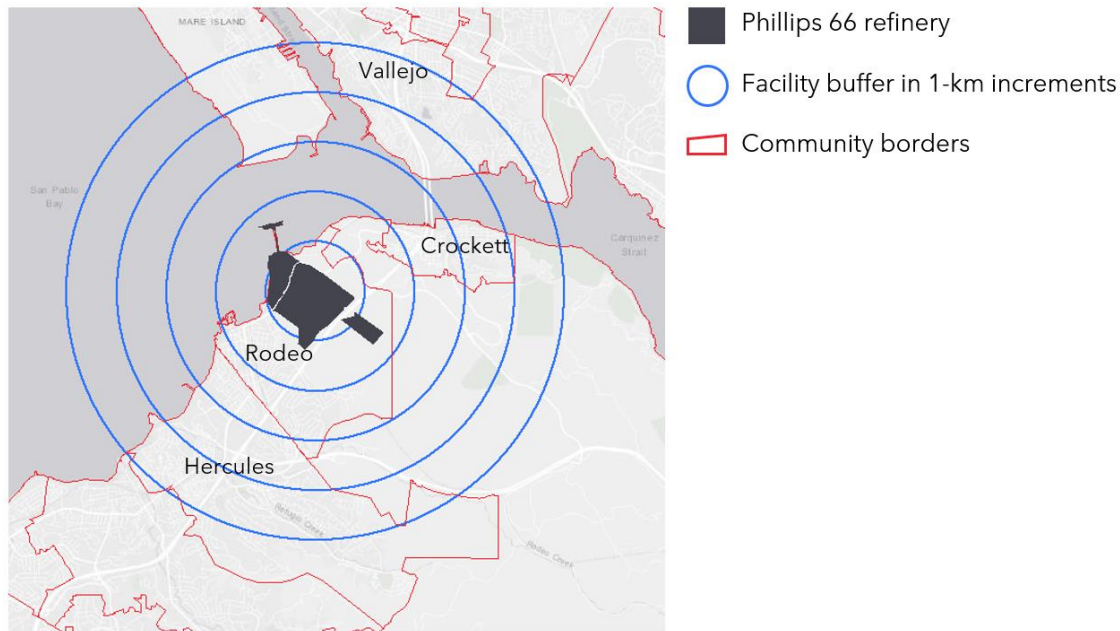 MARE ISLAND
Vallejo
San Pablo
Bay
Crockett
Carquinez
Strait
Rodeo
Hercules
Refugio Creek
Rodeo Creek
Phillips 66 refinery
Facility buffer in 1-km increments
Community borders